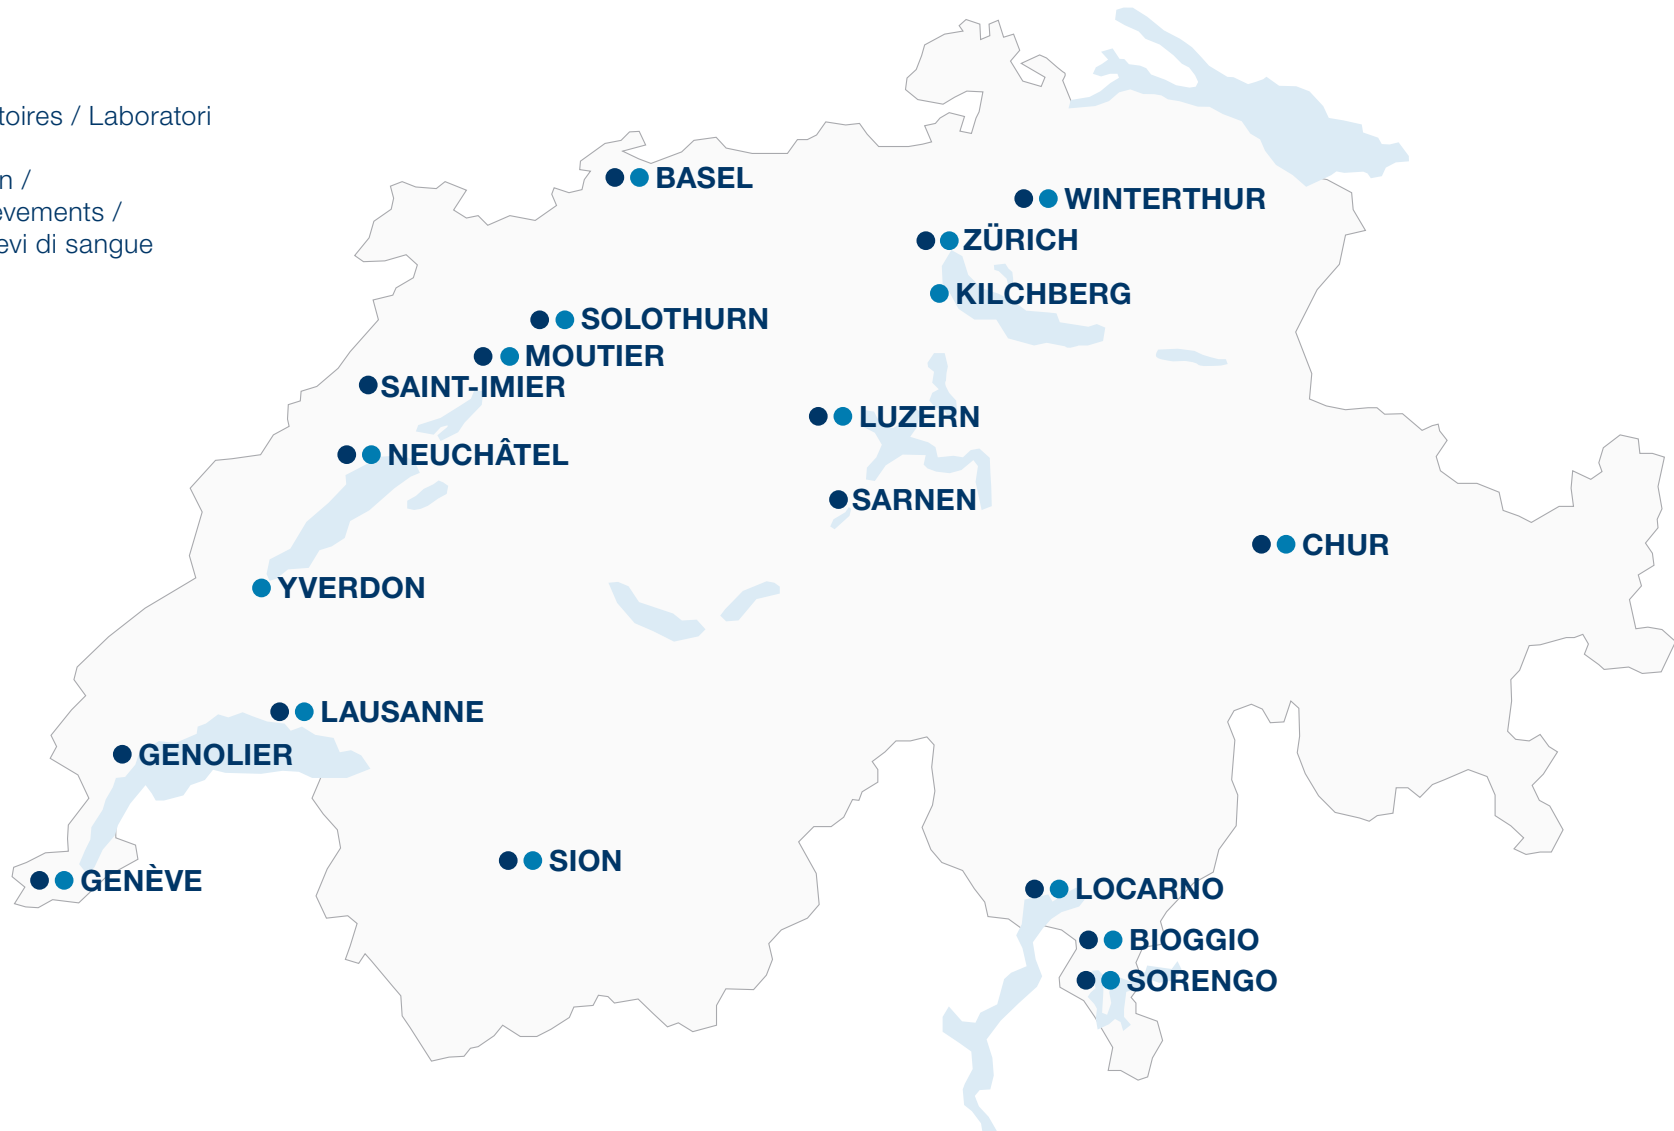 toires / Laboratori
n /
evements /
evi di sangue
BASEL
WINTERTHUR
ZÜRICH
KILCHBERG
SOLOTHURN
MOUTIER
SAINT-IMIER
LUZERN
NEUCHÂTEL
SARNEN
CHUR
YVERDON
LAUSANNE
GENOLIER
SION
GENÈVE
LOCARNO
BIOGGIO
SORENGO